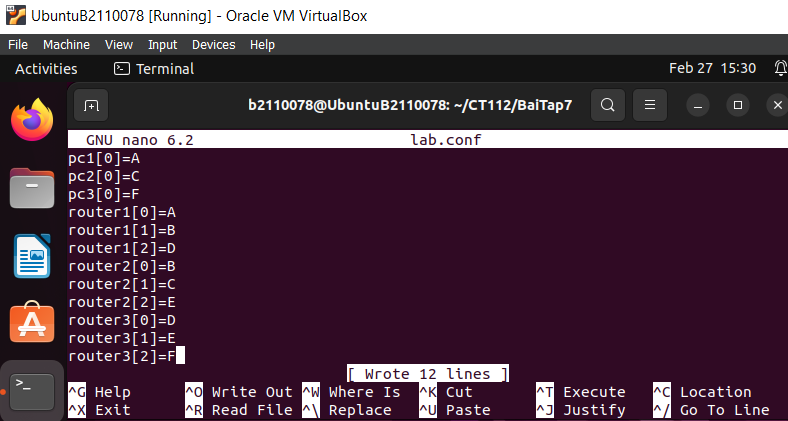 UbuntuB2110078 [Running] - Oracle VM VirtualBox
File Machine View Input Devices Help
Activities Terminal Feb 27 15:30
b2110078@UbuntuB2110078: ~/CT112/BaiTap7
GNU nano 6.2 lab.conf
pc1[0]=A
pc2[0]=C
pc3[0]=F
router1[0]=A
router1[1]=B
router1[2]=D
router2[0]=B
router2[1]=C
router2[2]=E
router3[0]=D
router3[1]=E
router3[2]=F
[ Wrote 12 lines ]
^G Help ^O Write Out ^W Where Is ^K Cut ^T Execute ^C Location
^X Exit ^R Read File ^\ Replace ^U Paste ^J Justify ^/ Go To Line